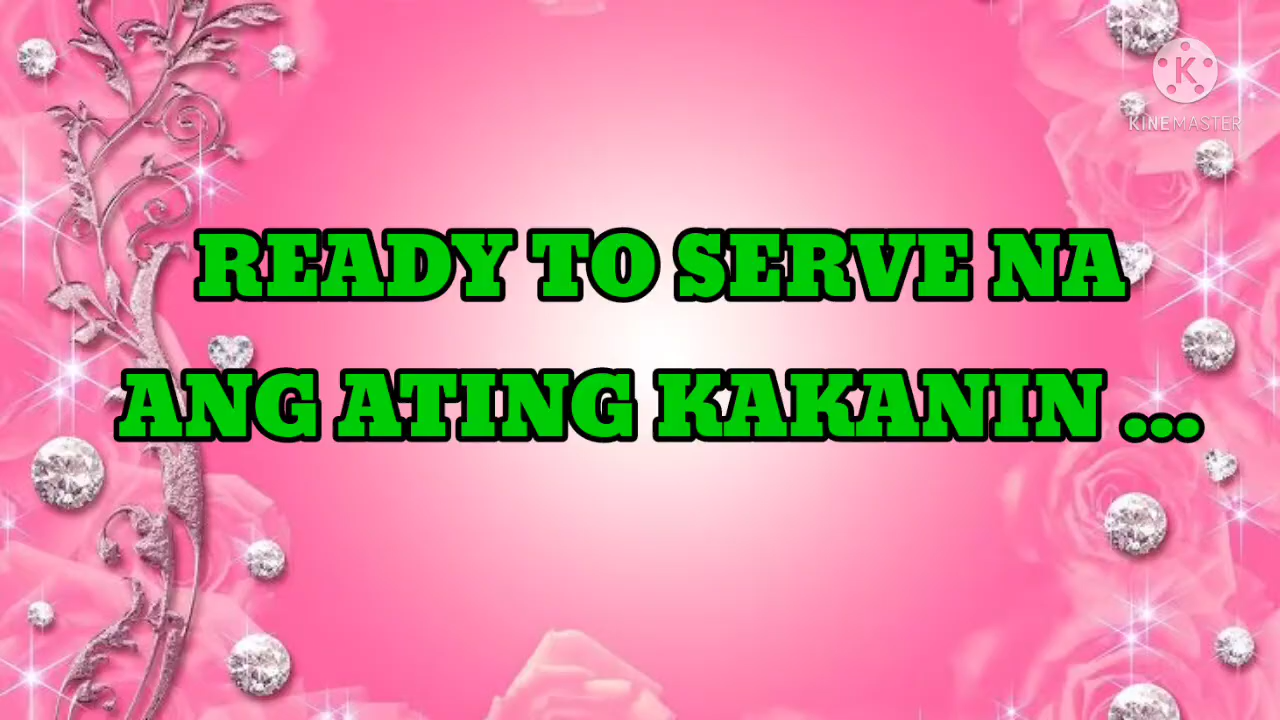 K
KINEMASTER
READY TO SERVE NA
ANG ATING KAKANIN ...